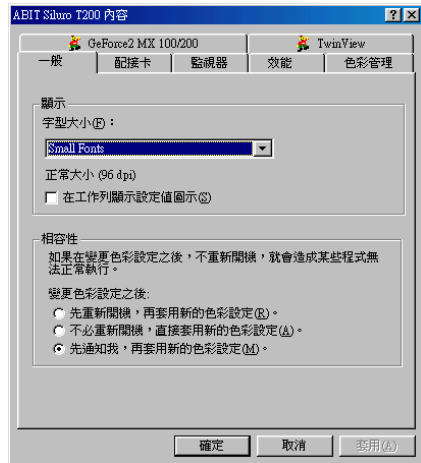 ABIT Siluro T200 內容
GeForce2 MX 100/200
TwinView
一般
配接卡
監視器
效能
色彩管理
顯示
字型大小(F)：
Small Fonts
正常大小 (96 dpi)
在工作列顯示設定值圖示(S)
相容性
如果在變更色彩設定之後，不重新開機，就會造成某些程式無
法正常執行。
變更色彩設定之後:
先重新開機，再套用新的色彩設定(R)。
不必重新開機，直接套用新的色彩設定(A)。
先通知我，再套用新的色彩設定(M)。
確定
取消
套用(A)